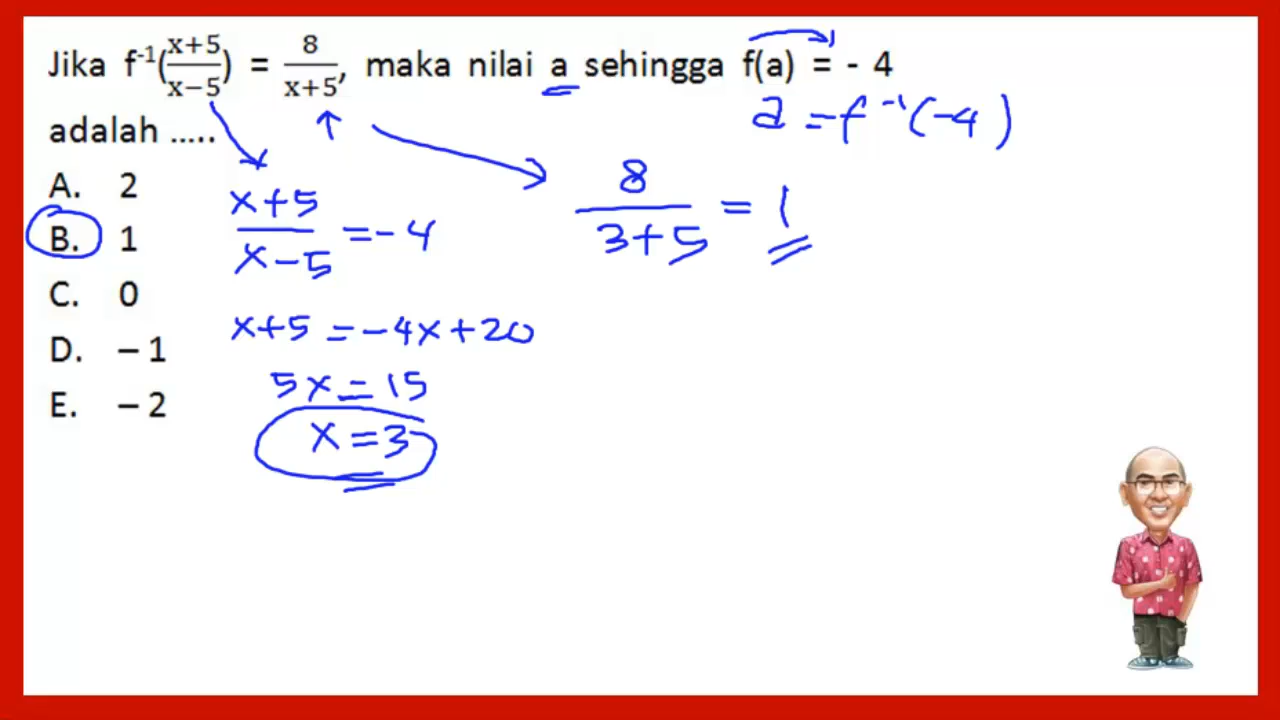 Jika f⁻¹(x+5/x−5) = 8/x+5, maka nilai a sehingga f(a) = - 4
adalah .....
a = f⁻¹(-4)
A. 2
B. 1
C. 0
D. – 1
E. – 2
x+5/x-5 = -4
x+5 = -4x+20
5x = 15
x = 3
8/3+5 = 1